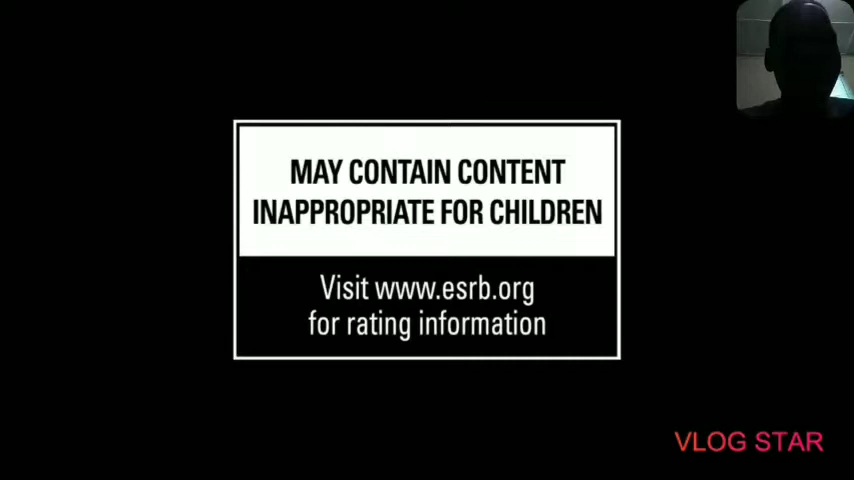 MAY CONTAIN CONTENT
INAPPROPRIATE FOR CHILDREN
Visit www.esrb.org
for rating information
VLOG STAR